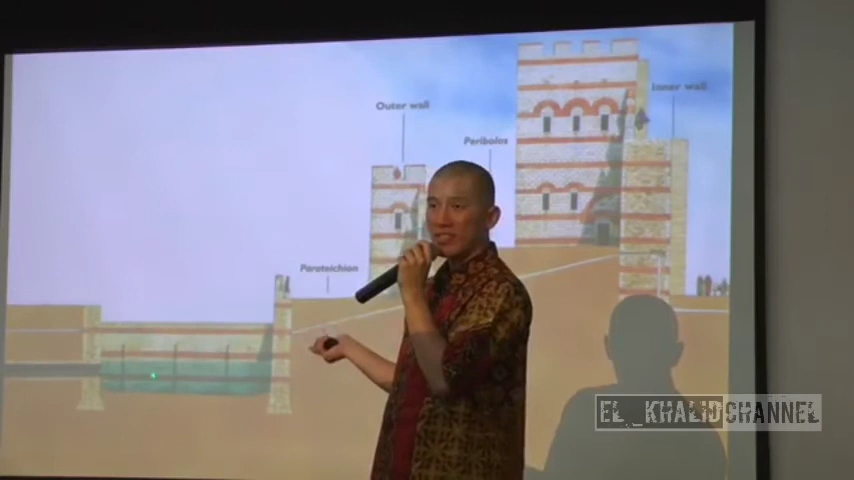 Inner wall
Outer wall
Peribolos
Parateichion
EL_KHALIDCHANNEL